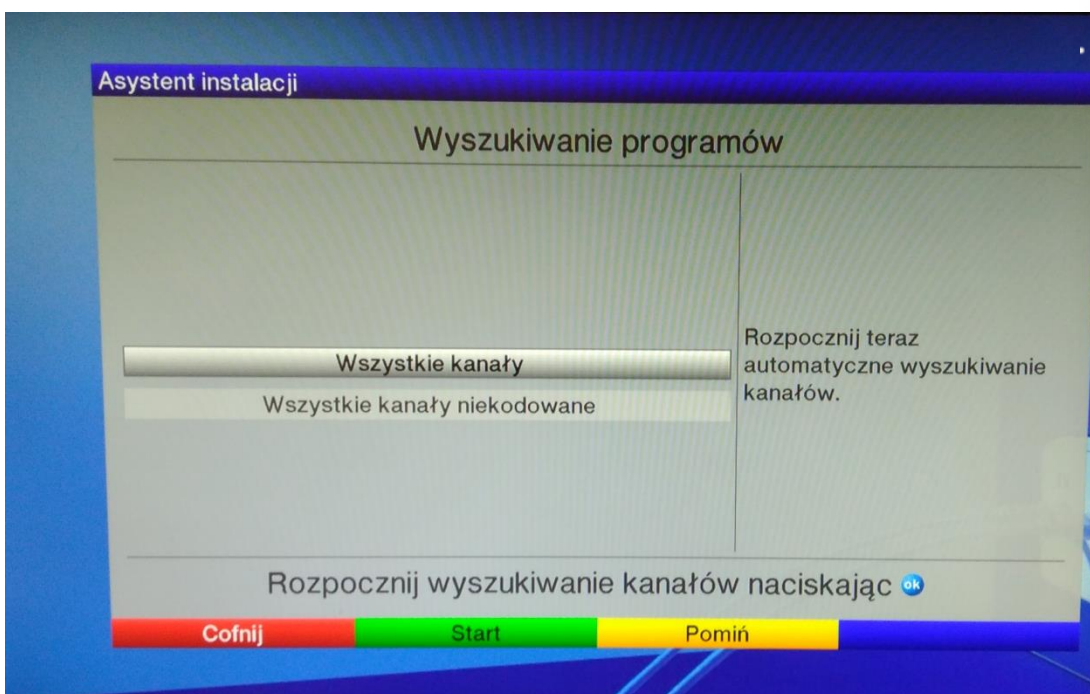 Asystent instalacji
Wyszukiwanie programów
Wszystkie kanały
Wszystkie kanały niekodowane
Rozpocznij teraz
automatyczne wyszukiwanie
kanałów.
Rozpocznij wyszukiwanie kanałów naciskając ok
Cofnij Start Pomiń